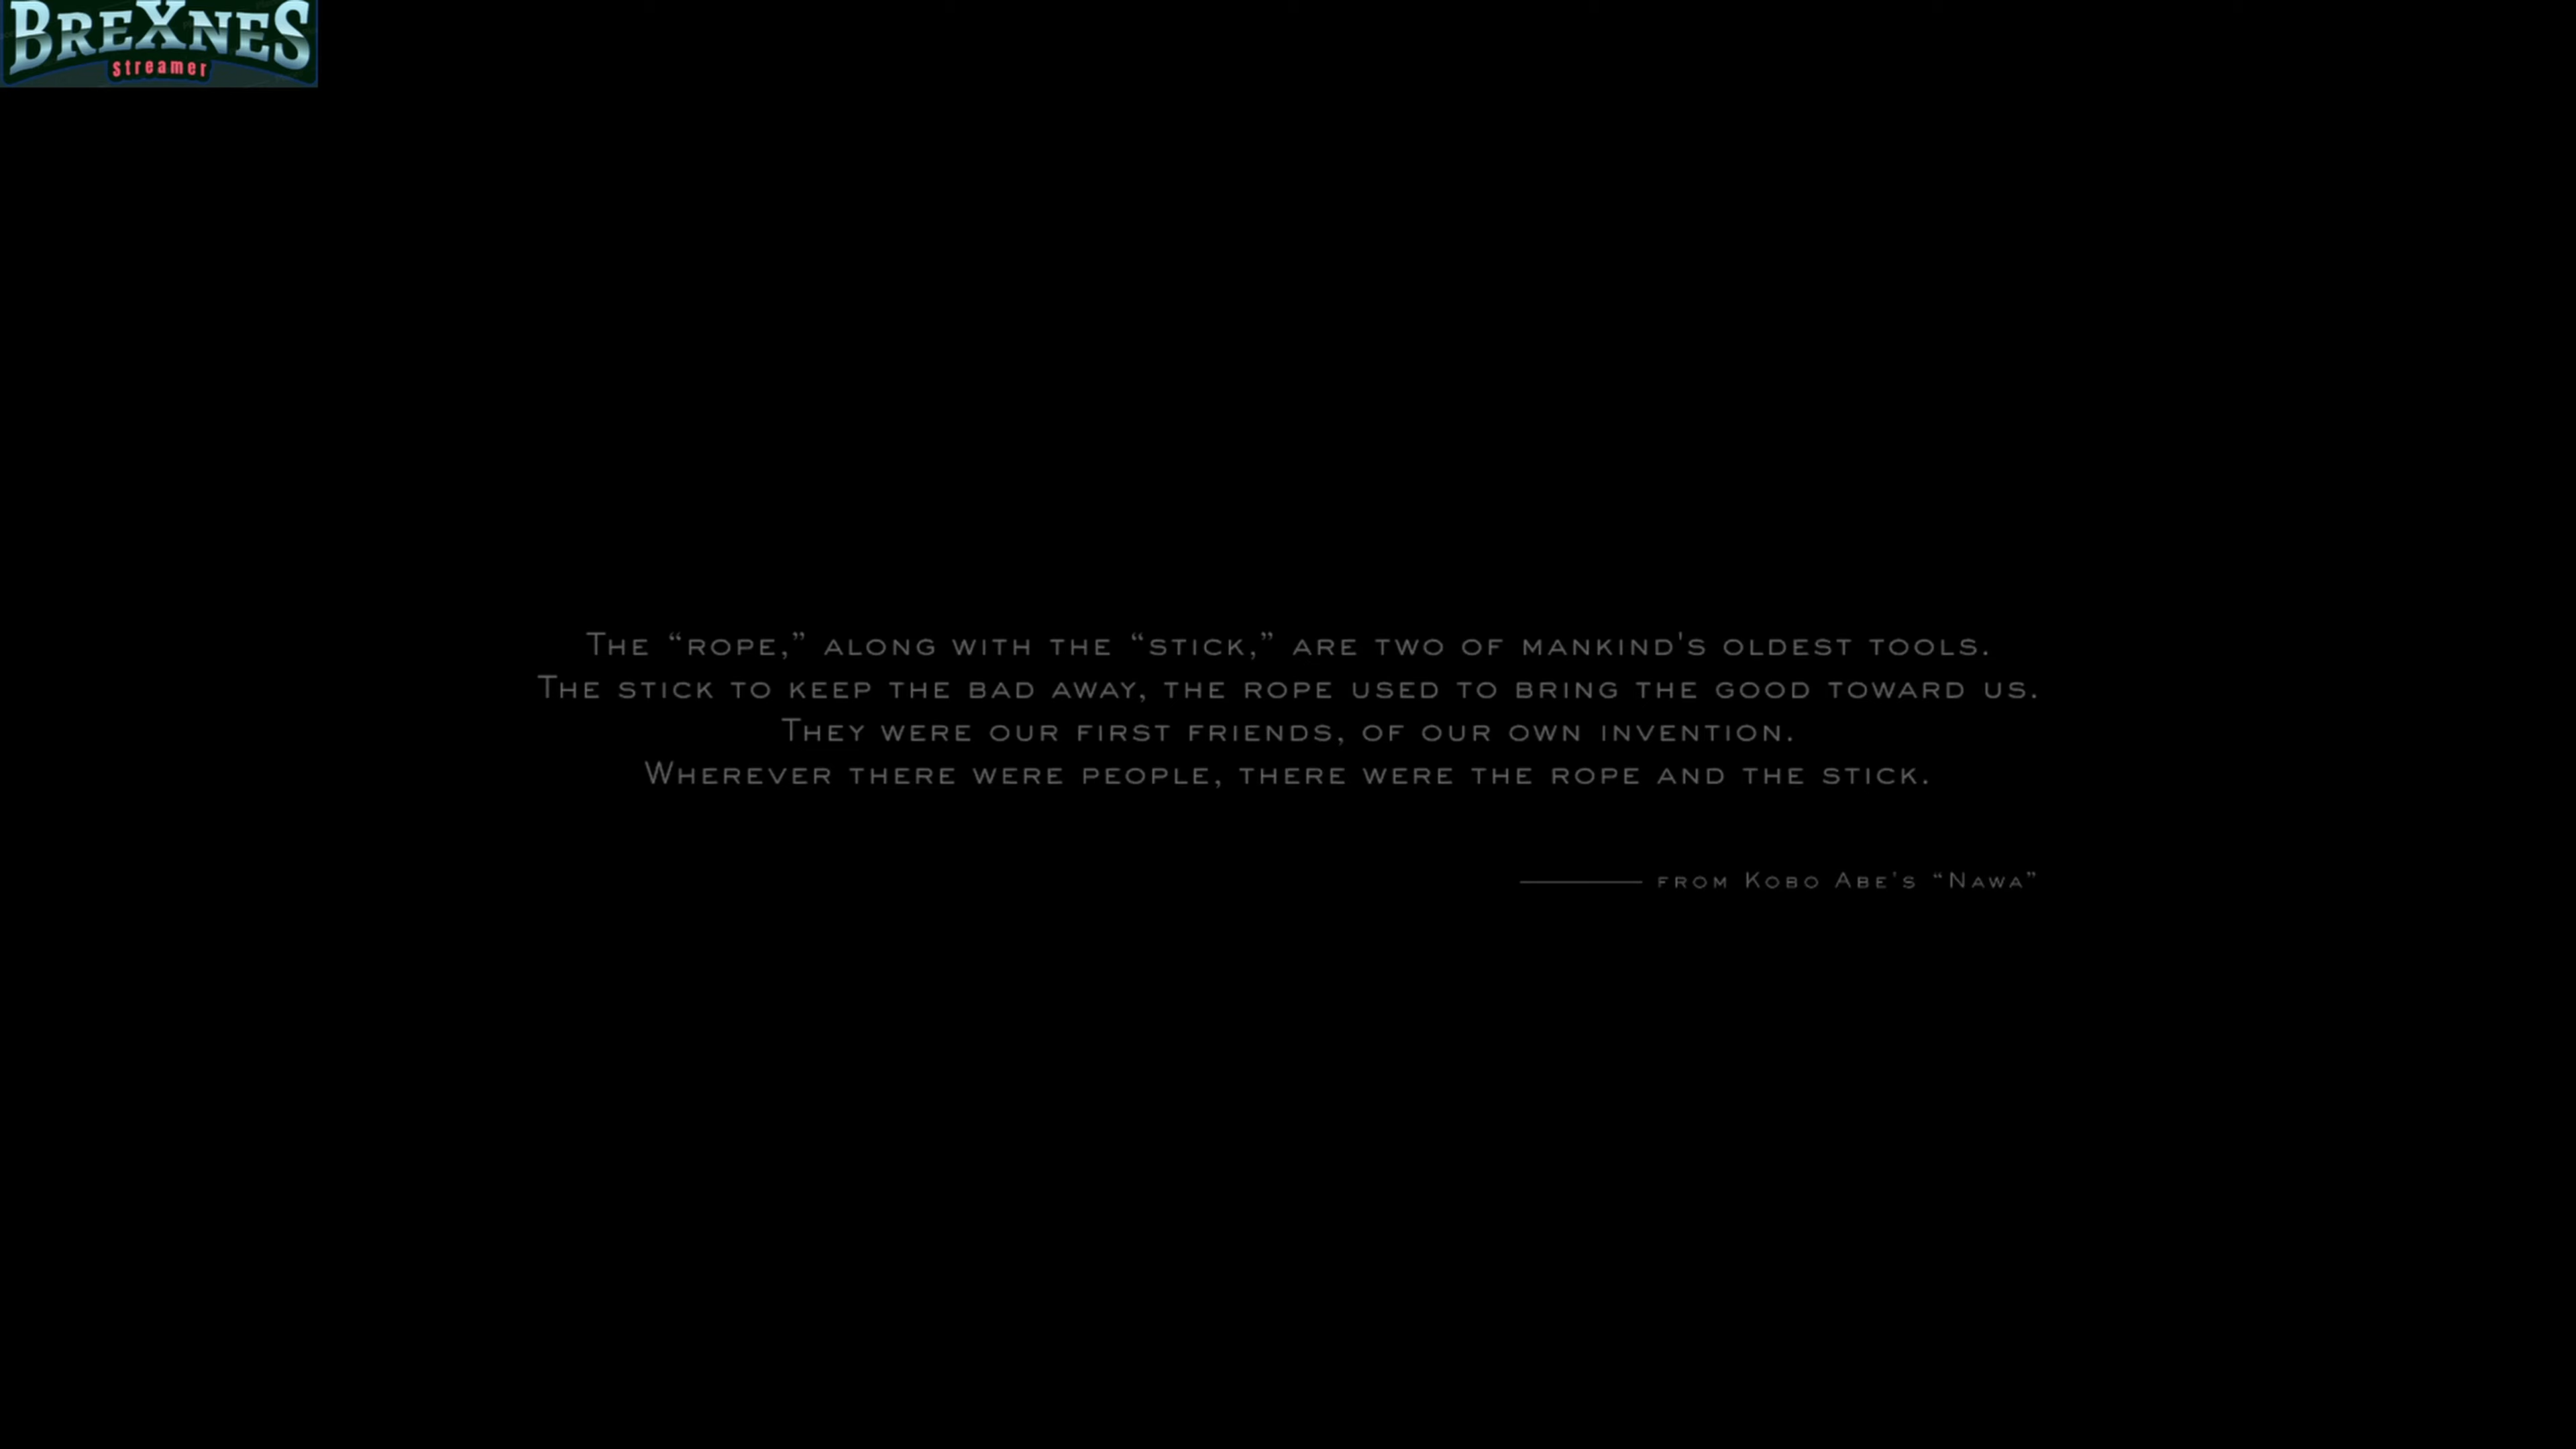 BREXNES
streamer
THE “ROPE,” ALONG WITH THE “STICK,” ARE TWO OF MANKIND'S OLDEST TOOLS.
THE STICK TO KEEP THE BAD AWAY, THE ROPE USED TO BRING THE GOOD TOWARD US.
THEY WERE OUR FIRST FRIENDS, OF OUR OWN INVENTION.
WHEREVER THERE WERE PEOPLE, THERE WERE THE ROPE AND THE STICK.
——— FROM KOBO ABE'S “NAWA”